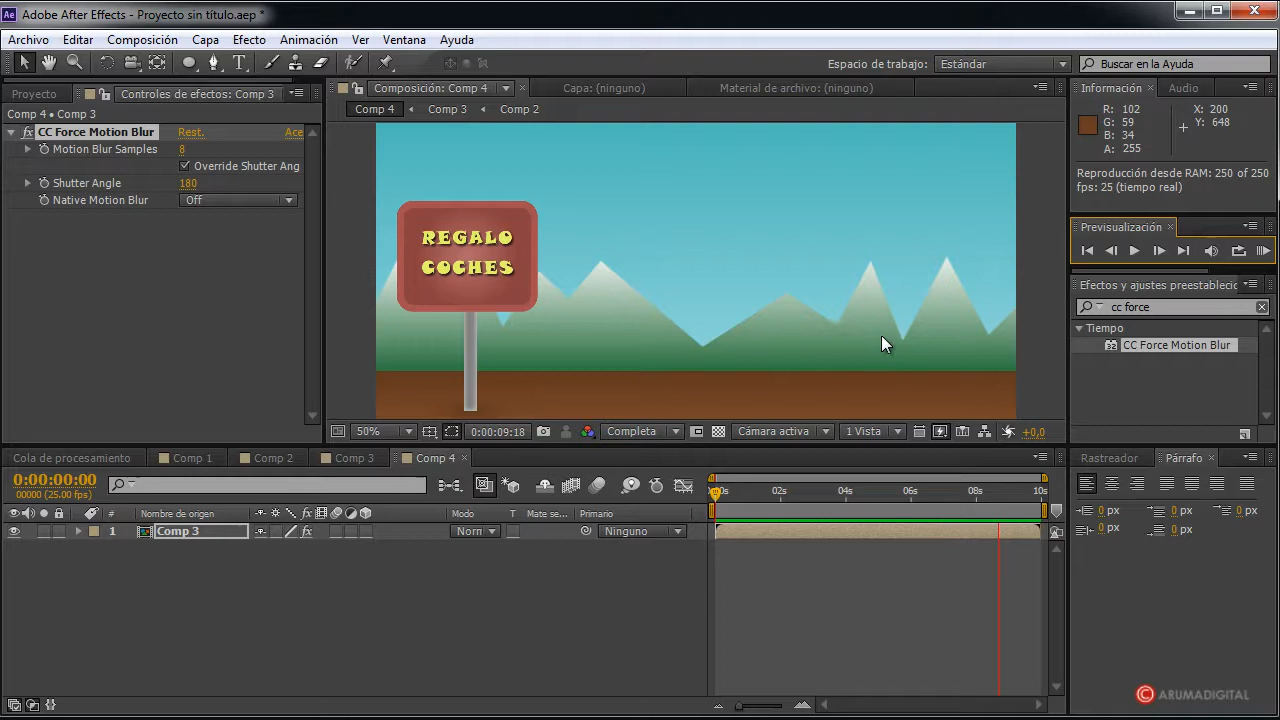 Adobe After Effects - Proyecto sin título.aep *
Archivo Editar Composición Capa Efecto Animación Ver Ventana Ayuda
Espacio de trabajo: Estándar Buscar en la Ayuda
Proyecto Controles de efectos: Comp 3
Composición: Comp 4 Capa: (ninguno) Material de archivo: (ninguno)
Información Audio
Comp 4 • Comp 3
Comp 4 Comp 3 Comp 2
R: 102 X: 200
G: 59 Y: 648
B: 34
A: 255
fx CC Force Motion Blur Rest. Ace
Motion Blur Samples 8
Override Shutter Ang
Shutter Angle 180
Native Motion Blur Off
Reproducción desde RAM: 250 of 250
fps: 25 (tiempo real)
Previsualización
REGALO
COCHES
Efectos y ajustes preestablecio
cc force
Tiempo
32 CC Force Motion Blur
50% 0:00:09:18 Completa Cámara activa 1 Vista +0,0
Cola de procesamiento Comp 1 Comp 2 Comp 3 Comp 4
Rastreador Párrafo
0:00:00:00
00000 (25.00 fps)
02s 04s 06s 08s 10s
# Nombre de origen fx Modo T Mate se... Primario
1 Comp 3 fx Norn Ninguno
0 px 0 px 0 px
0 px 0 px
C ARUMADIGITAL